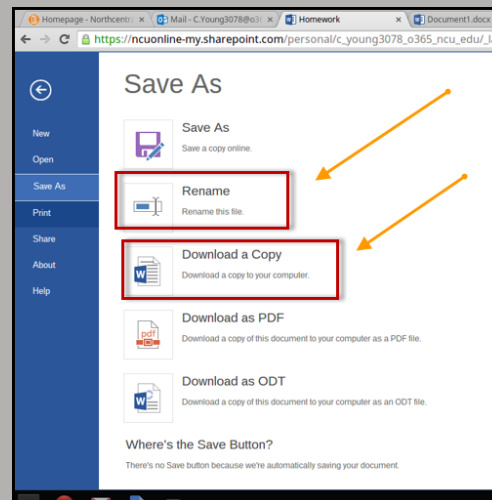 Homepage - Northcentr
Mail - C.Young3078@o3
Homework
Document1.docx
https://ncuonline-my.sharepoint.com/personal/c_young3078_o365_ncu_edu/_l
Save As
New
Open
Save As
Print
Share
About
Help
Save As
Save a copy online.
Rename
Rename this file.
Download a Copy
Download a copy to your computer.
Download as PDF
Download a copy of this document to your computer as a PDF file.
pdf
Download as ODT
Download a copy of this document to your computer as an ODT file.
Where's the Save Button?
There's no Save button because we're automatically saving your document.